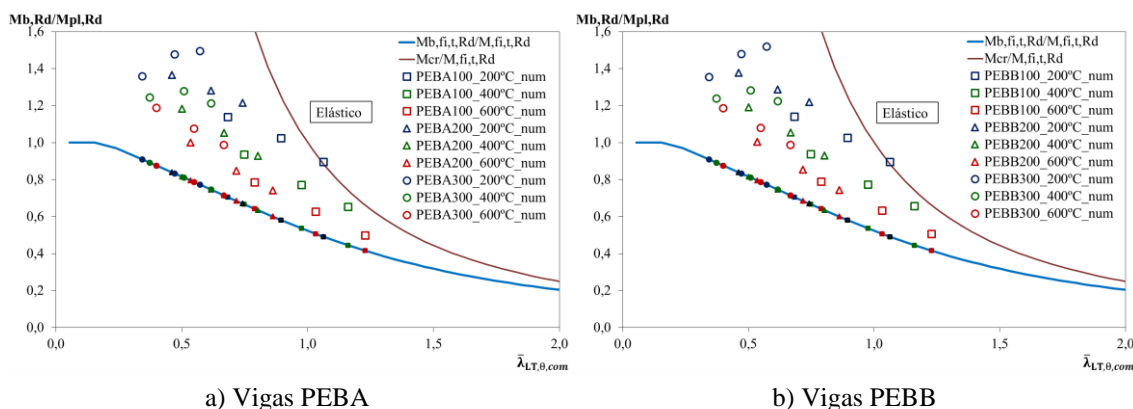 Mb,Rd/Mpl,Rd
1,6
1,4
1,2
1,0
0,8
0,6
0,4
0,2
0,0
0,0 0,5 1,0 1,5 2,0
λ̄LT,θ,com
Elástico
Mb,fi,t,Rd/M,fi,t,Rd
Mcr/M,fi,t,Rd
PEBA100_200ºC_num
PEBA100_400ºC_num
PEBA100_600ºC_num
PEBA200_200ºC_num
PEBA200_400ºC_num
PEBA200_600ºC_num
PEBA300_200ºC_num
PEBA300_400ºC_num
PEBA300_600ºC_num
a) Vigas PEBA
Mb,Rd/Mpl,Rd
1,6
1,4
1,2
1,0
0,8
0,6
0,4
0,2
0,0
0,0 0,5 1,0 1,5 2,0
λ̄LT,θ,com
Elástico
Mb,fi,t,Rd/M,fi,t,Rd
Mcr/M,fi,t,Rd
PEBB100_200ºC_num
PEBB100_400ºC_num
PEBB100_600ºC_num
PEBB200_200ºC_num
PEBB200_400ºC_num
PEBB200_600ºC_num
PEBB300_200ºC_num
PEBB300_400ºC_num
PEBB300_600ºC_num
b) Vigas PEBB